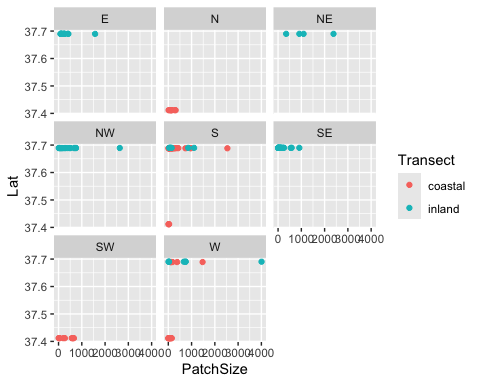 E N NE
37.7
37.6
37.5
37.4
NW S SE
37.7
37.6
37.5
37.4
0 1000 2000 3000 4000
SW W
37.7
37.6
37.5
37.4
0 1000 2000 3000 4000 0 1000 2000 3000 4000
PatchSize
Lat
Transect
coastal
inland